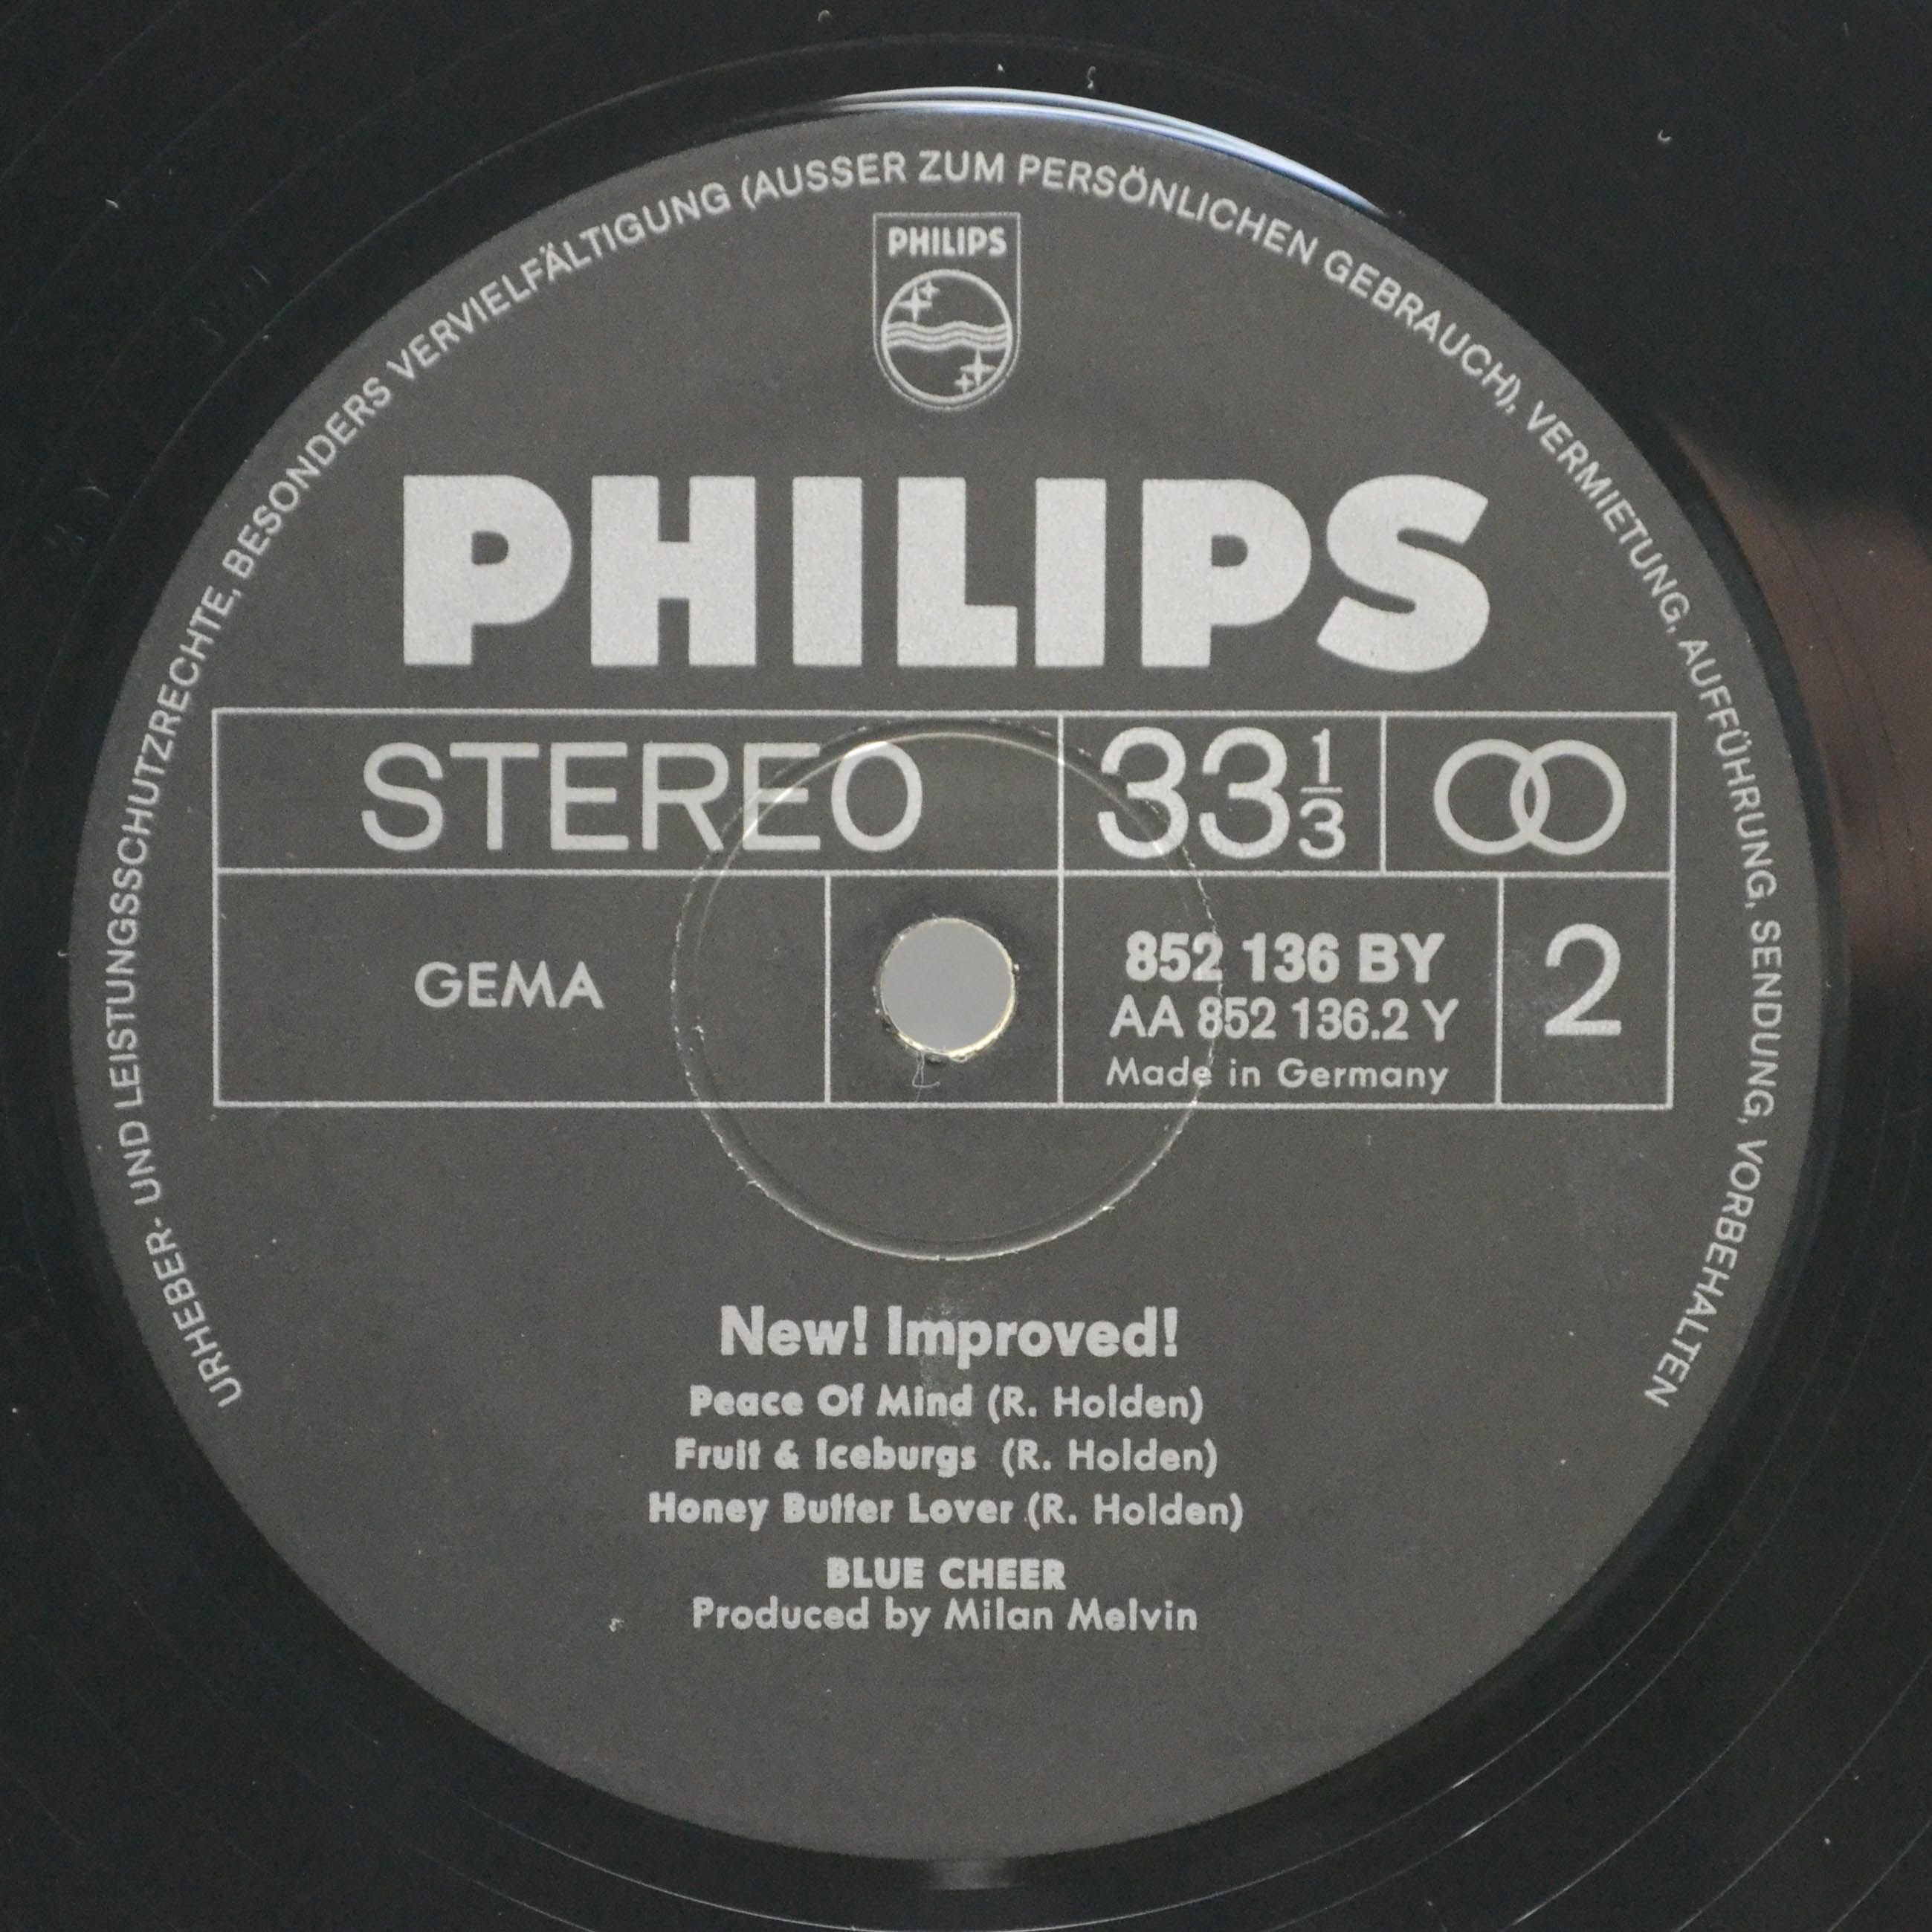 URHEBER- UND LEISTUNGSSCHUTZRECHTE, BESONDERS VERVIELFÄLTIGUNG (AUSSER ZUM PERSÖNLICHEN GEBRAUCH), VERMIETUNG, AUFFÜHRUNG, SENDUNG, VORBEHALTEN
PHILIPS
PHILIPS
STEREO 33 1/3
GEMA
852 136 BY
AA 852 136.2 Y
Made in Germany
2
New! Improved!
Peace Of Mind (R. Holden)
Fruit & Iceburgs (R. Holden)
Honey Butter Lover (R. Holden)
BLUE CHEER
Produced by Milan Melvin